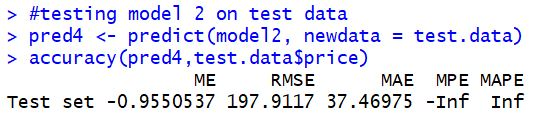 > #testing model 2 on test data
> pred4 <- predict(model2, newdata = test.data)
> accuracy(pred4,test.data$price)
ME RMSE MAE MPE MAPE
Test set -0.9550537 197.9117 37.46975 -Inf Inf